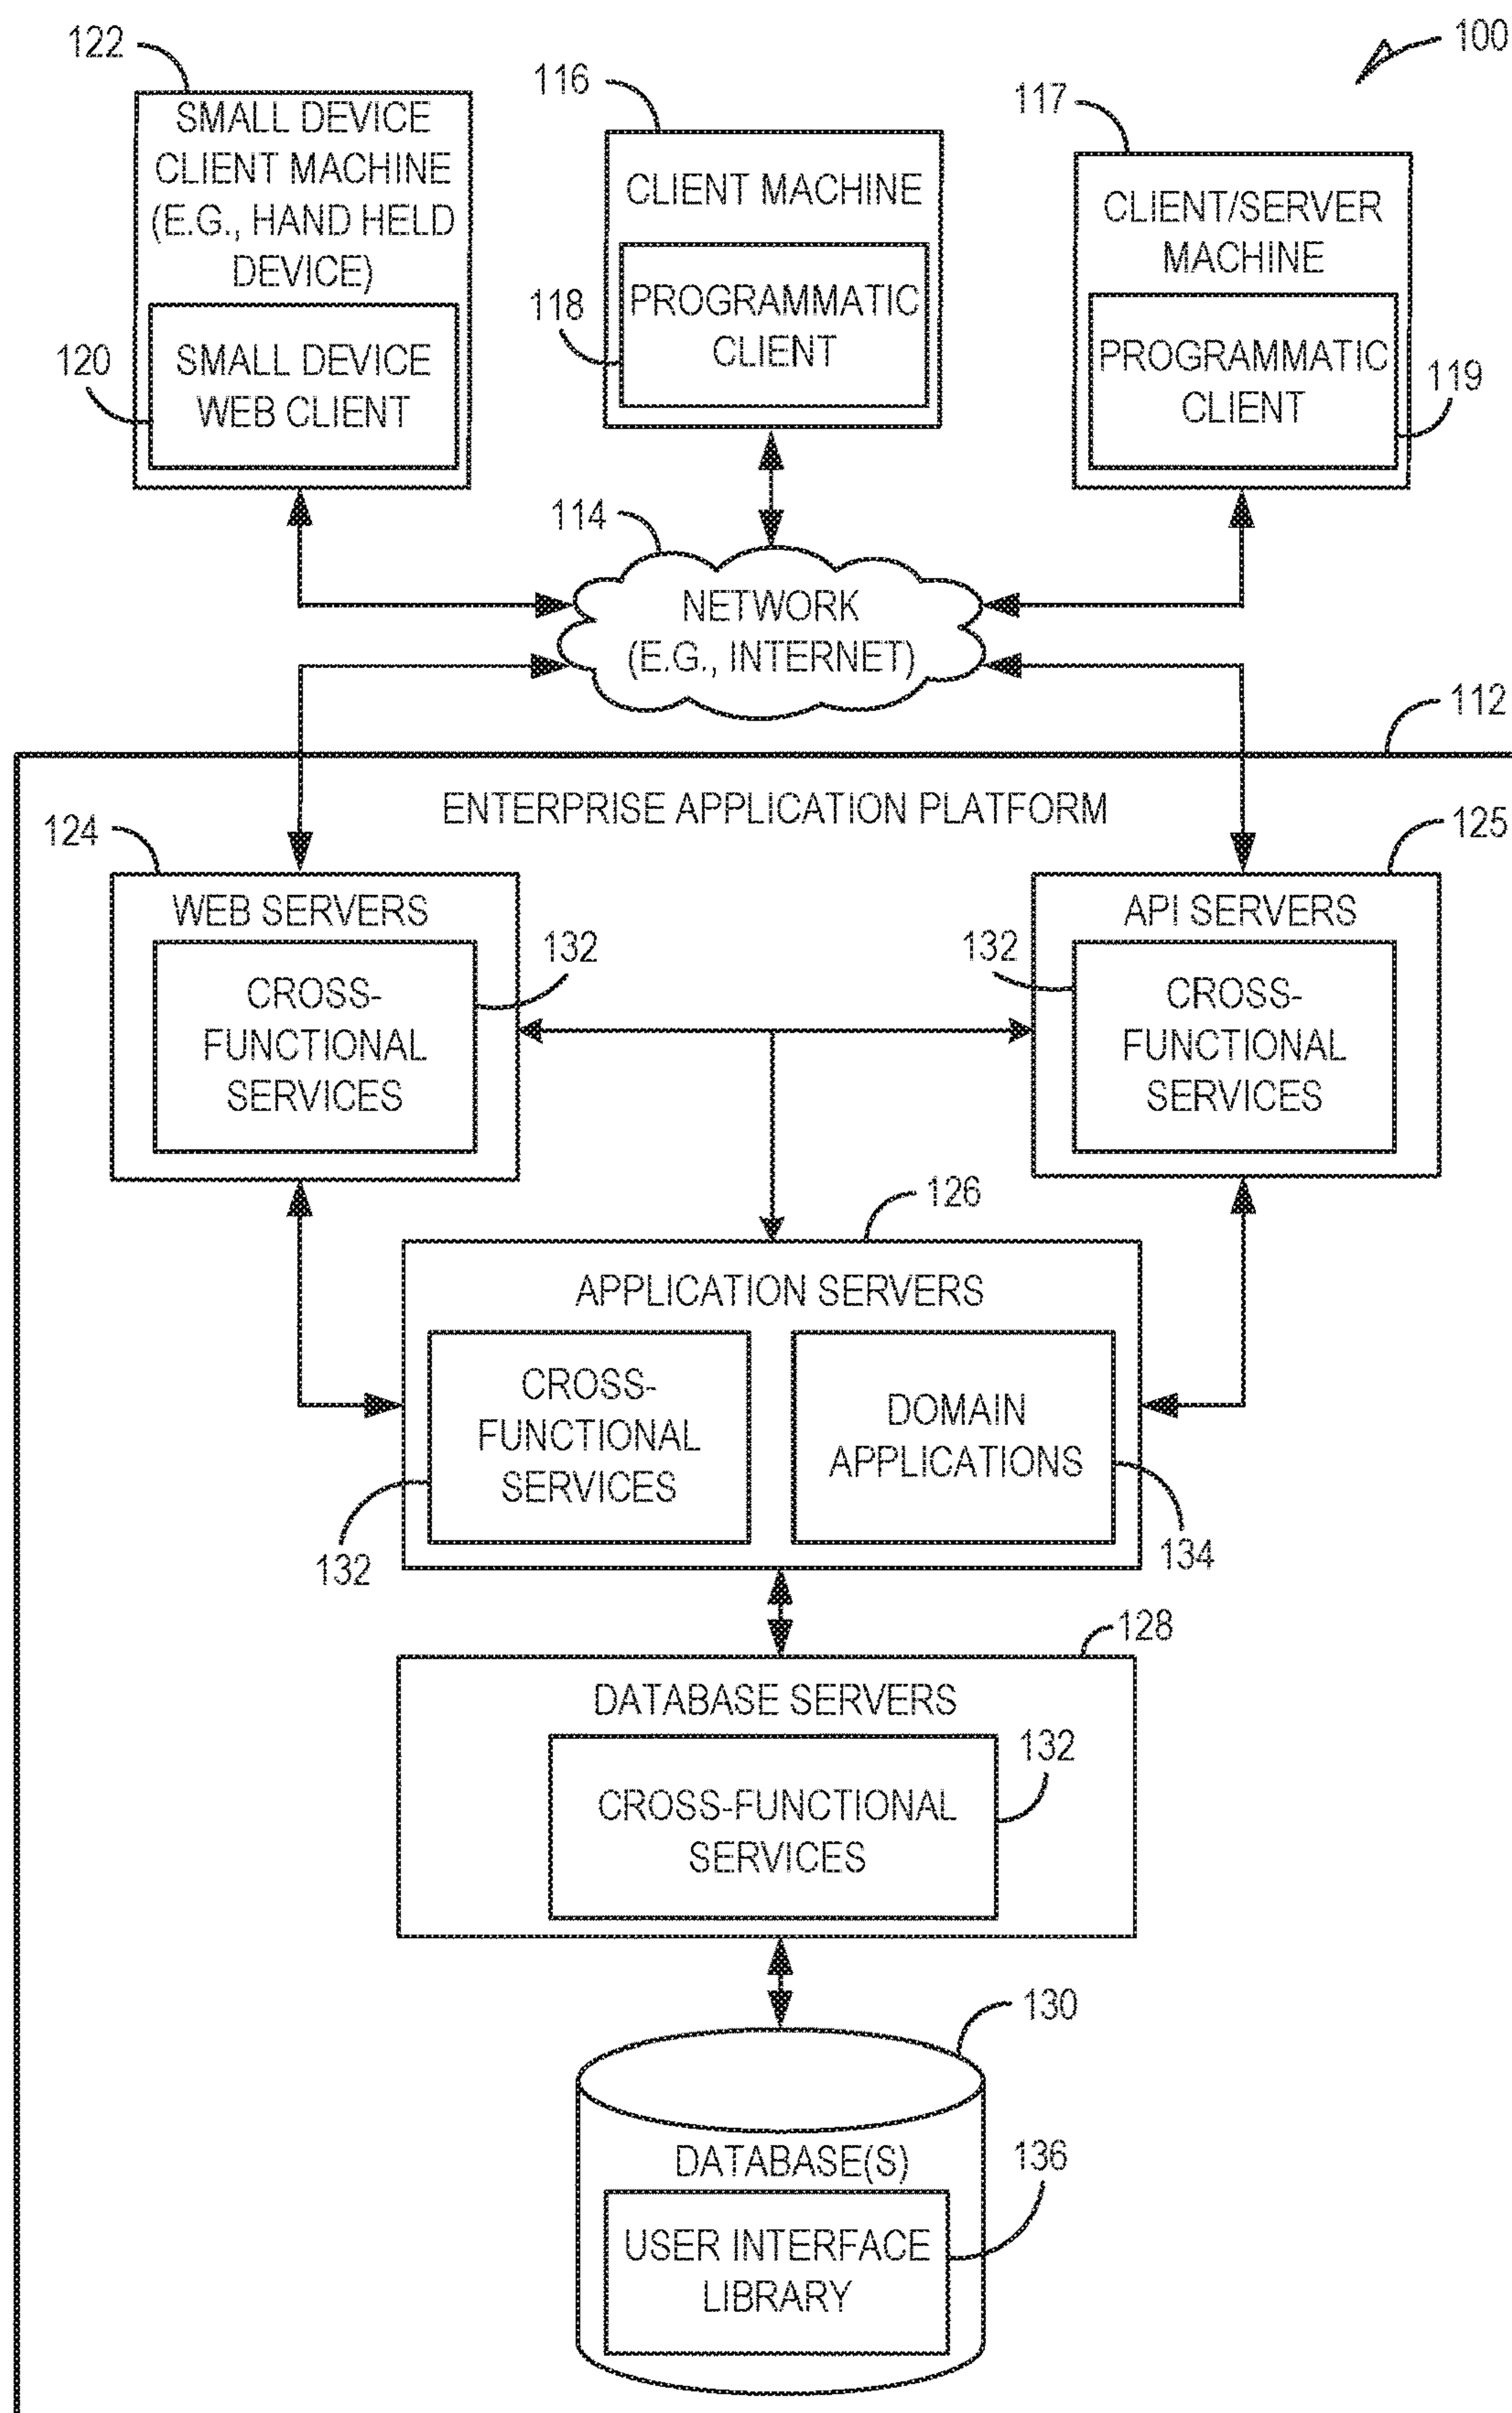 100
122
SMALL DEVICE
CLIENT MACHINE
(E.G., HAND HELD
DEVICE)
120
SMALL DEVICE
WEB CLIENT
116
CLIENT MACHINE
118
PROGRAMMATIC
CLIENT
117
CLIENT/SERVER
MACHINE
PROGRAMMATIC
CLIENT
119
114
NETWORK
(E.G., INTERNET)
112
ENTERPRISE APPLICATION PLATFORM
124
WEB SERVERS
132
CROSS-
FUNCTIONAL
SERVICES
125
API SERVERS
132
CROSS-
FUNCTIONAL
SERVICES
126
APPLICATION SERVERS
CROSS-
FUNCTIONAL
SERVICES
132
DOMAIN
APPLICATIONS
134
128
DATABASE SERVERS
132
CROSS-FUNCTIONAL
SERVICES
130
DATABASE(S)
136
USER INTERFACE
LIBRARY